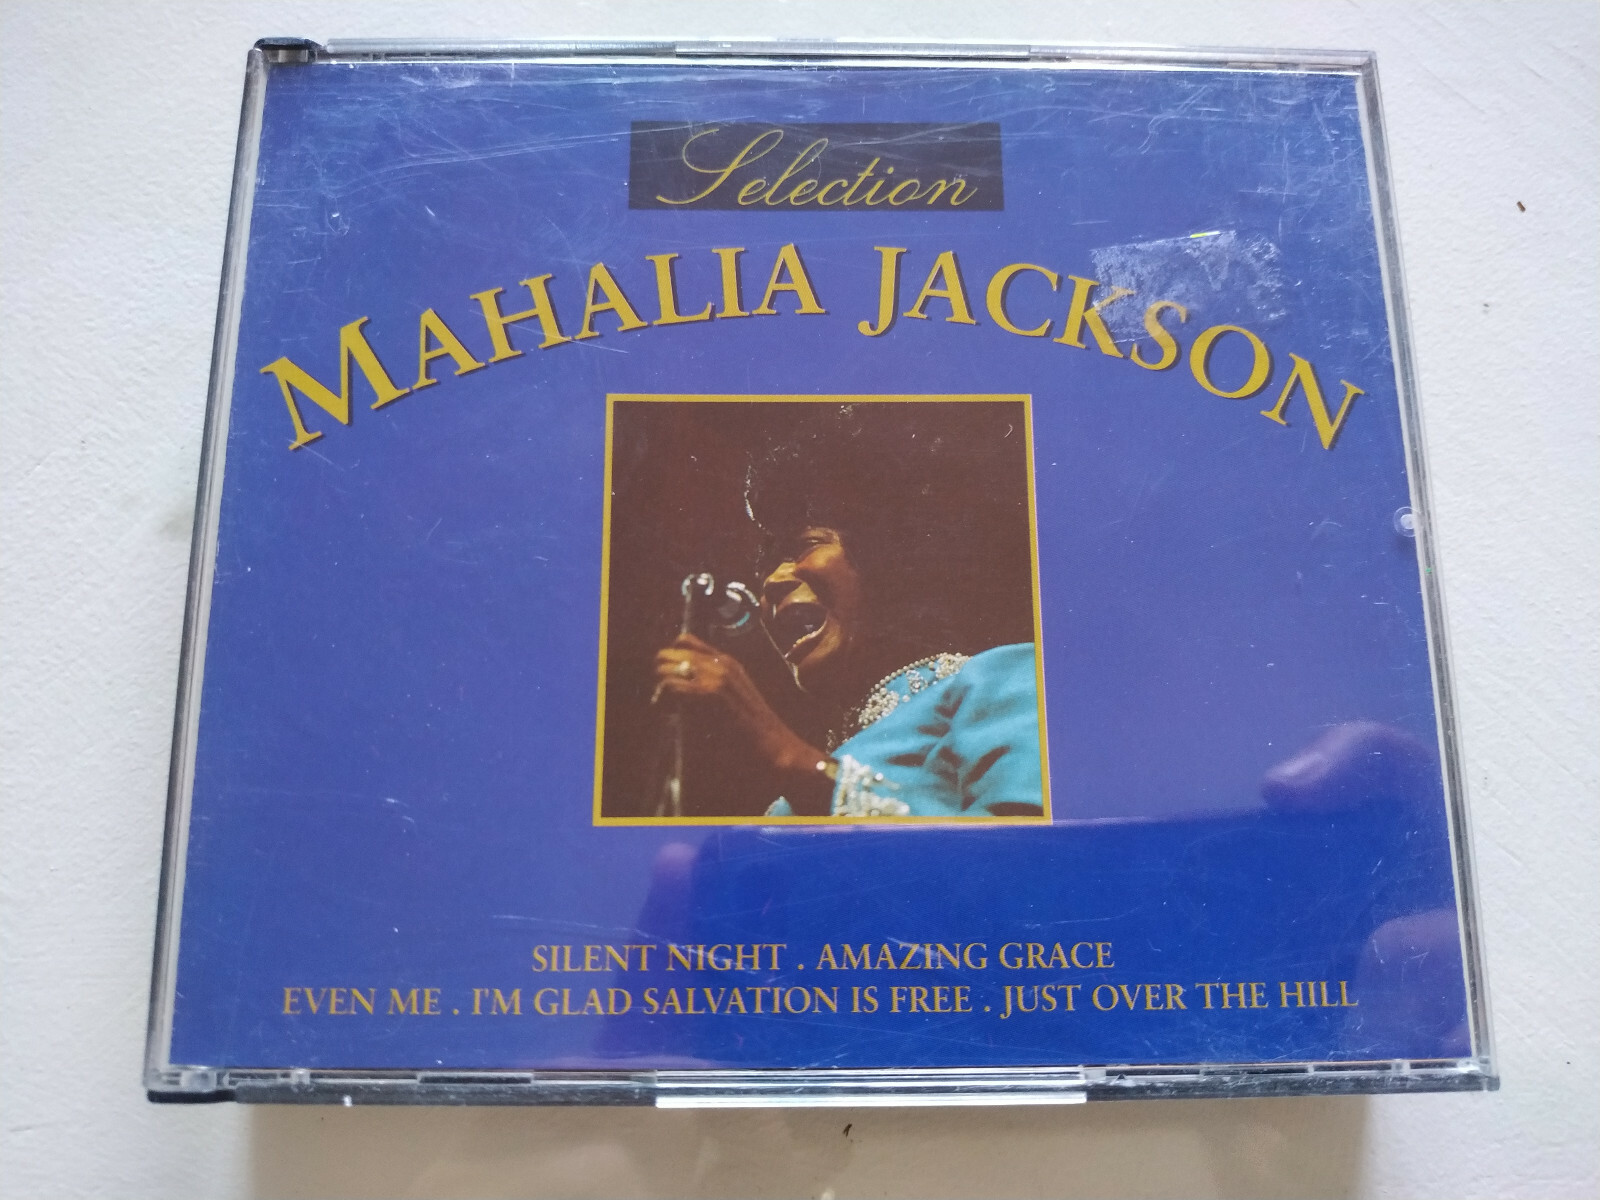 Selection
MAHALIA JACKSON
SILENT NIGHT . AMAZING GRACE
EVEN ME . I'M GLAD SALVATION IS FREE . JUST OVER THE HILL